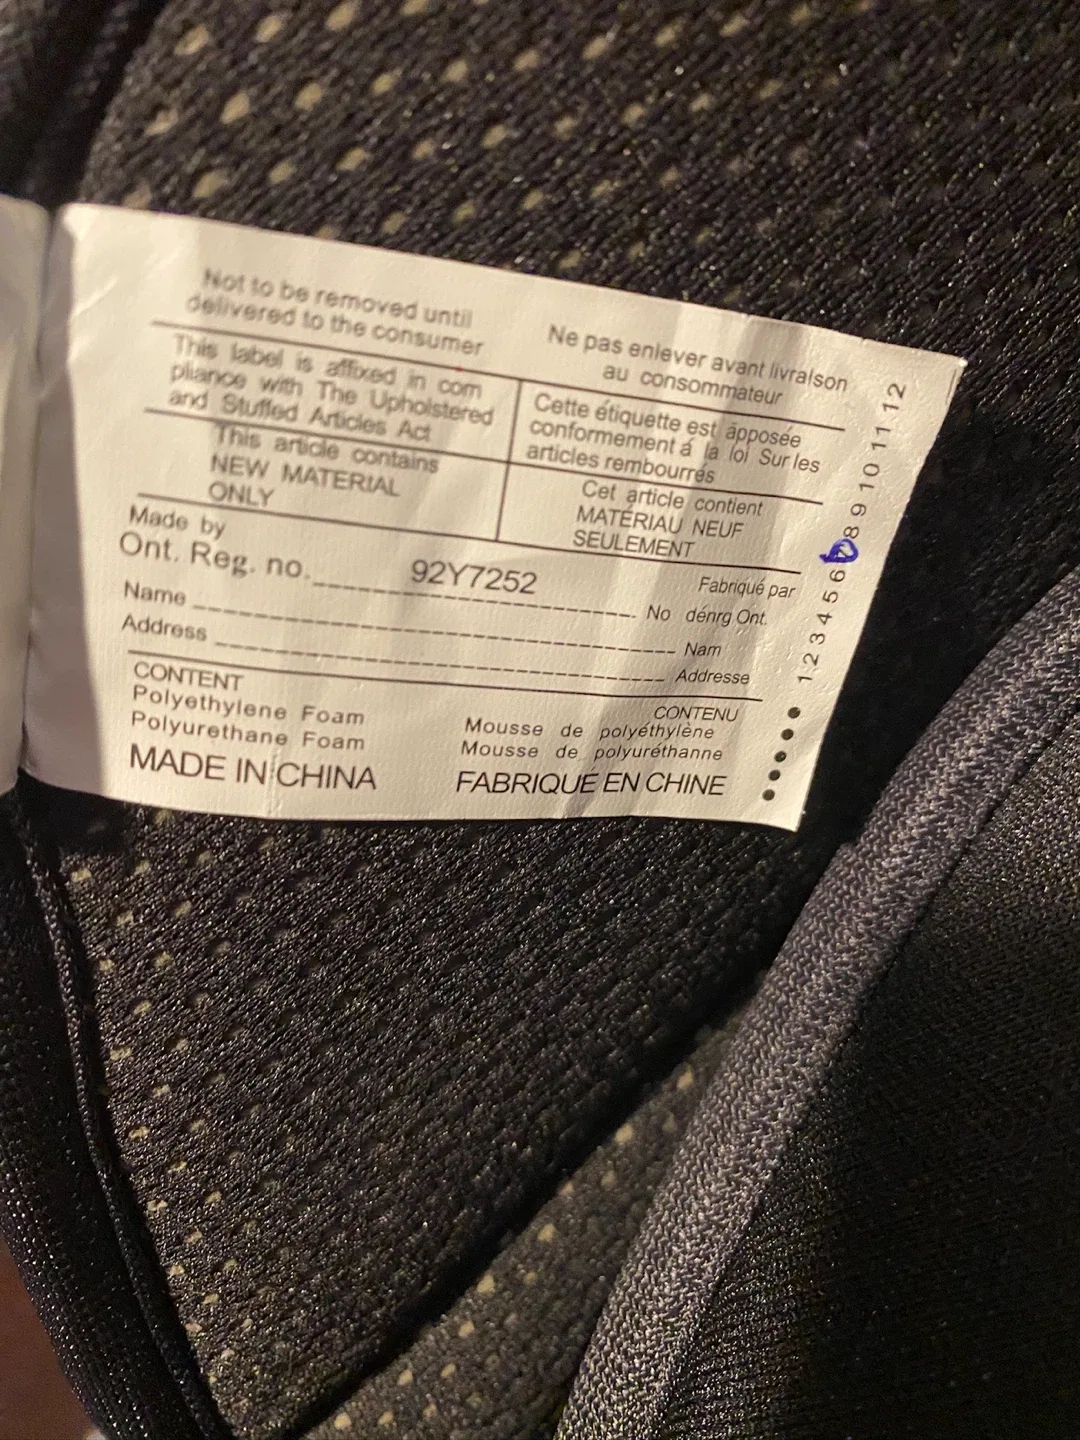 Not to be removed until
delivered to the consumer
Ne pas enlever avant livralson
au consommateur
This label is affixed in com
pliance with The Upholstered
and Stuffed Articles Act
Cette étiquette est äpposée
conformement á la loi Sur les
articles rembourrés
This article contains
NEW MATERIAL
ONLY
Cet article contient
MATÉRIAU NEUF
SEULEMENT
Made by
Fabriqué par
Ont. Reg. no. 92Y7252 No dénrg Ont.
Name Nam
Address Addresse
CONTENT
Polyethylene Foam
Polyurethane Foam
CONTENU
Mousse de polyéthylène
Mousse de polyuréthanne
MADE IN CHINA
FABRIQUÉ EN CHINE
1 2 3 4 5 6 7 8 9 10 11 12